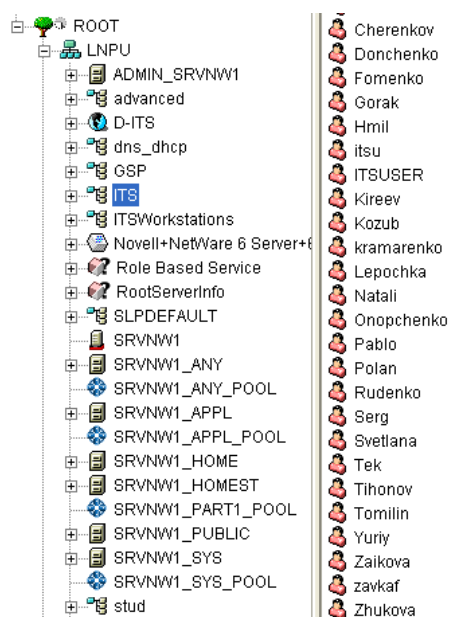 ROOT
LNPU
ADMIN_SRVNW1
advanced
D-ITS
dns_dhcp
GSP
ITS
ITSWorkstations
Novell+NetWare 6 Server+6
Role Based Service
RootServerInfo
SLPDEFAULT
SRVNW1
SRVNW1_ANY
SRVNW1_ANY_POOL
SRVNW1_APPL
SRVNW1_APPL_POOL
SRVNW1_HOME
SRVNW1_HOMEST
SRVNW1_PART1_POOL
SRVNW1_PUBLIC
SRVNW1_SYS
SRVNW1_SYS_POOL
stud
Cherenkov
Donchenko
Fomenko
Gorak
Hmil
itsu
ITSUSER
Kireev
Kozub
kramarenko
Lepochka
Natali
Onopchenko
Pablo
Polan
Rudenko
Serg
Svetlana
Tek
Tihonov
Tomilin
Yuriy
Zaikova
zavkaf
Zhukova